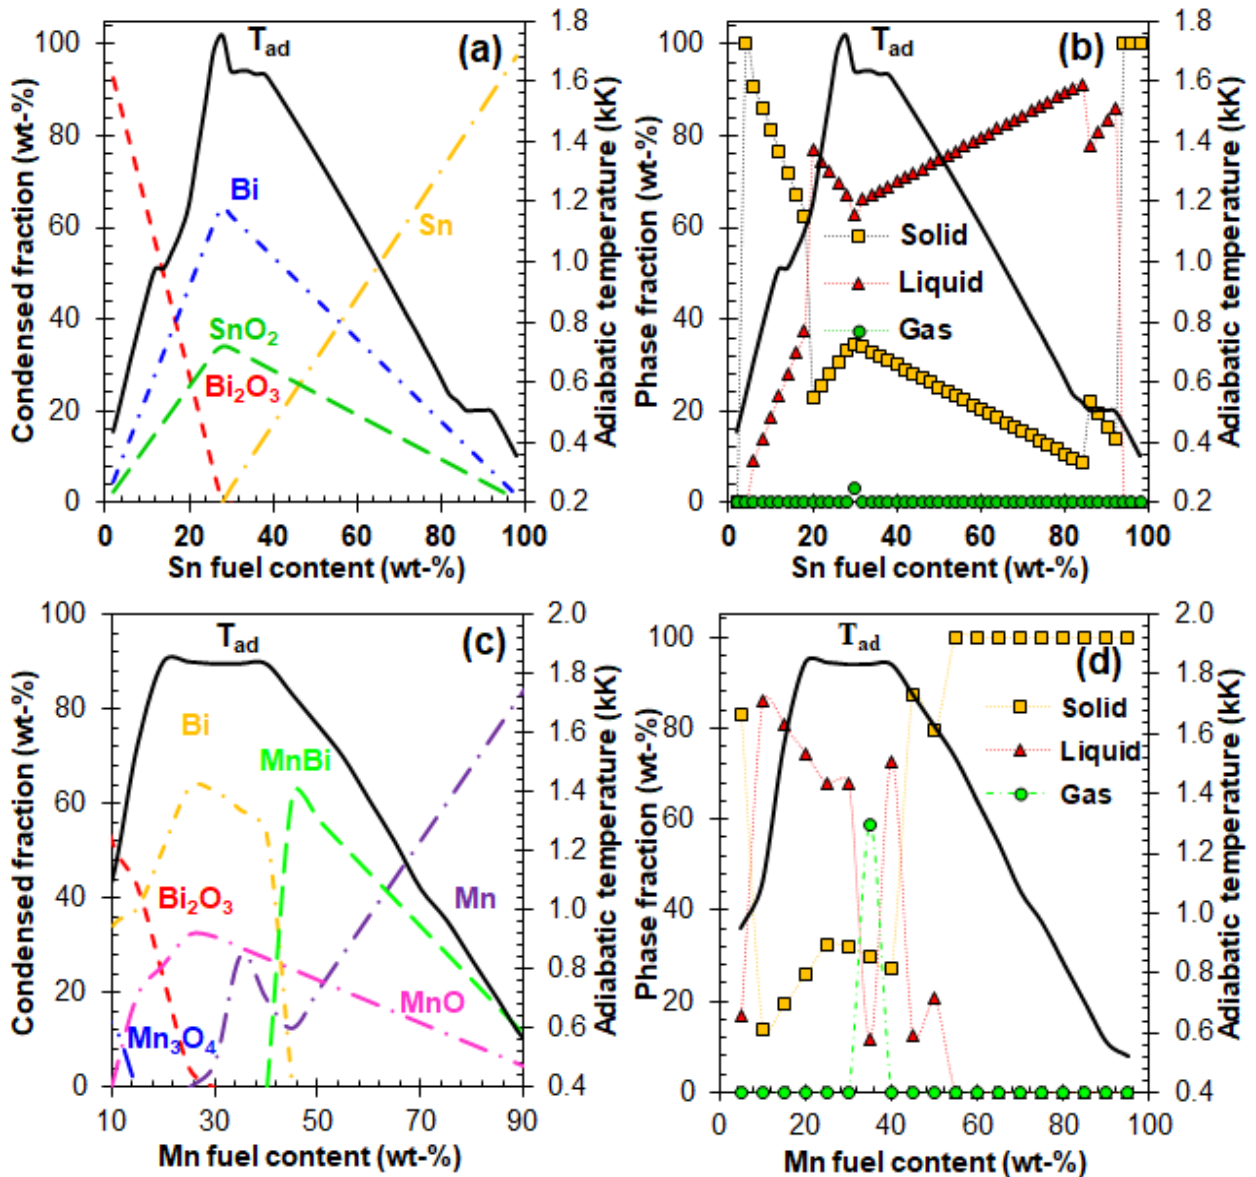 (a)
T_ad
Bi
Sn
SnO₂
Bi₂O₃
Condensed fraction (wt-%)
100
80
60
40
20
0
1.8
1.6
1.4
1.2
1.0
0.8
0.6
0.4
0.2
Adiabatic temperature (kK)
0 20 40 60 80 100
Sn fuel content (wt-%)
(b)
T_ad
Solid
Liquid
Gas
Phase fraction (wt-%)
100
80
60
40
20
0
1.8
1.6
1.4
1.2
1.0
0.8
0.6
0.4
0.2
Adiabatic temperature (kK)
0 20 40 60 80 100
Sn fuel content (wt-%)
(c)
T_ad
Bi
MnBi
Bi₂O₃
Mn
MnO
Mn₃O₄
Condensed fraction (wt-%)
100
80
60
40
20
0
2.0
1.8
1.6
1.4
1.2
1.0
0.8
0.6
0.4
Adiabatic temperature (kK)
10 30 50 70 90
Mn fuel content (wt-%)
T_ad
(d)
Solid
Liquid
Gas
Phase fraction (wt-%)
100
80
60
40
20
0
2.0
1.8
1.6
1.4
1.2
1.0
0.8
0.6
0.4
Adiabatic temperature (kK)
0 20 40 60 80 100
Mn fuel content (wt-%)